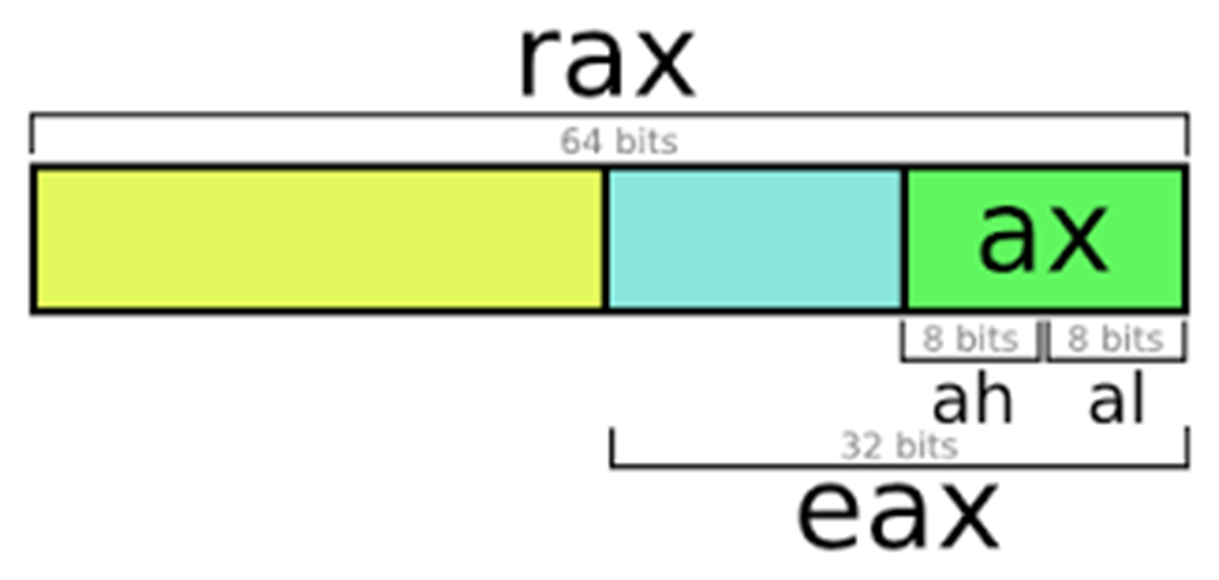 rax
64 bits
ax
8 bits 8 bits
ah al
32 bits
eax